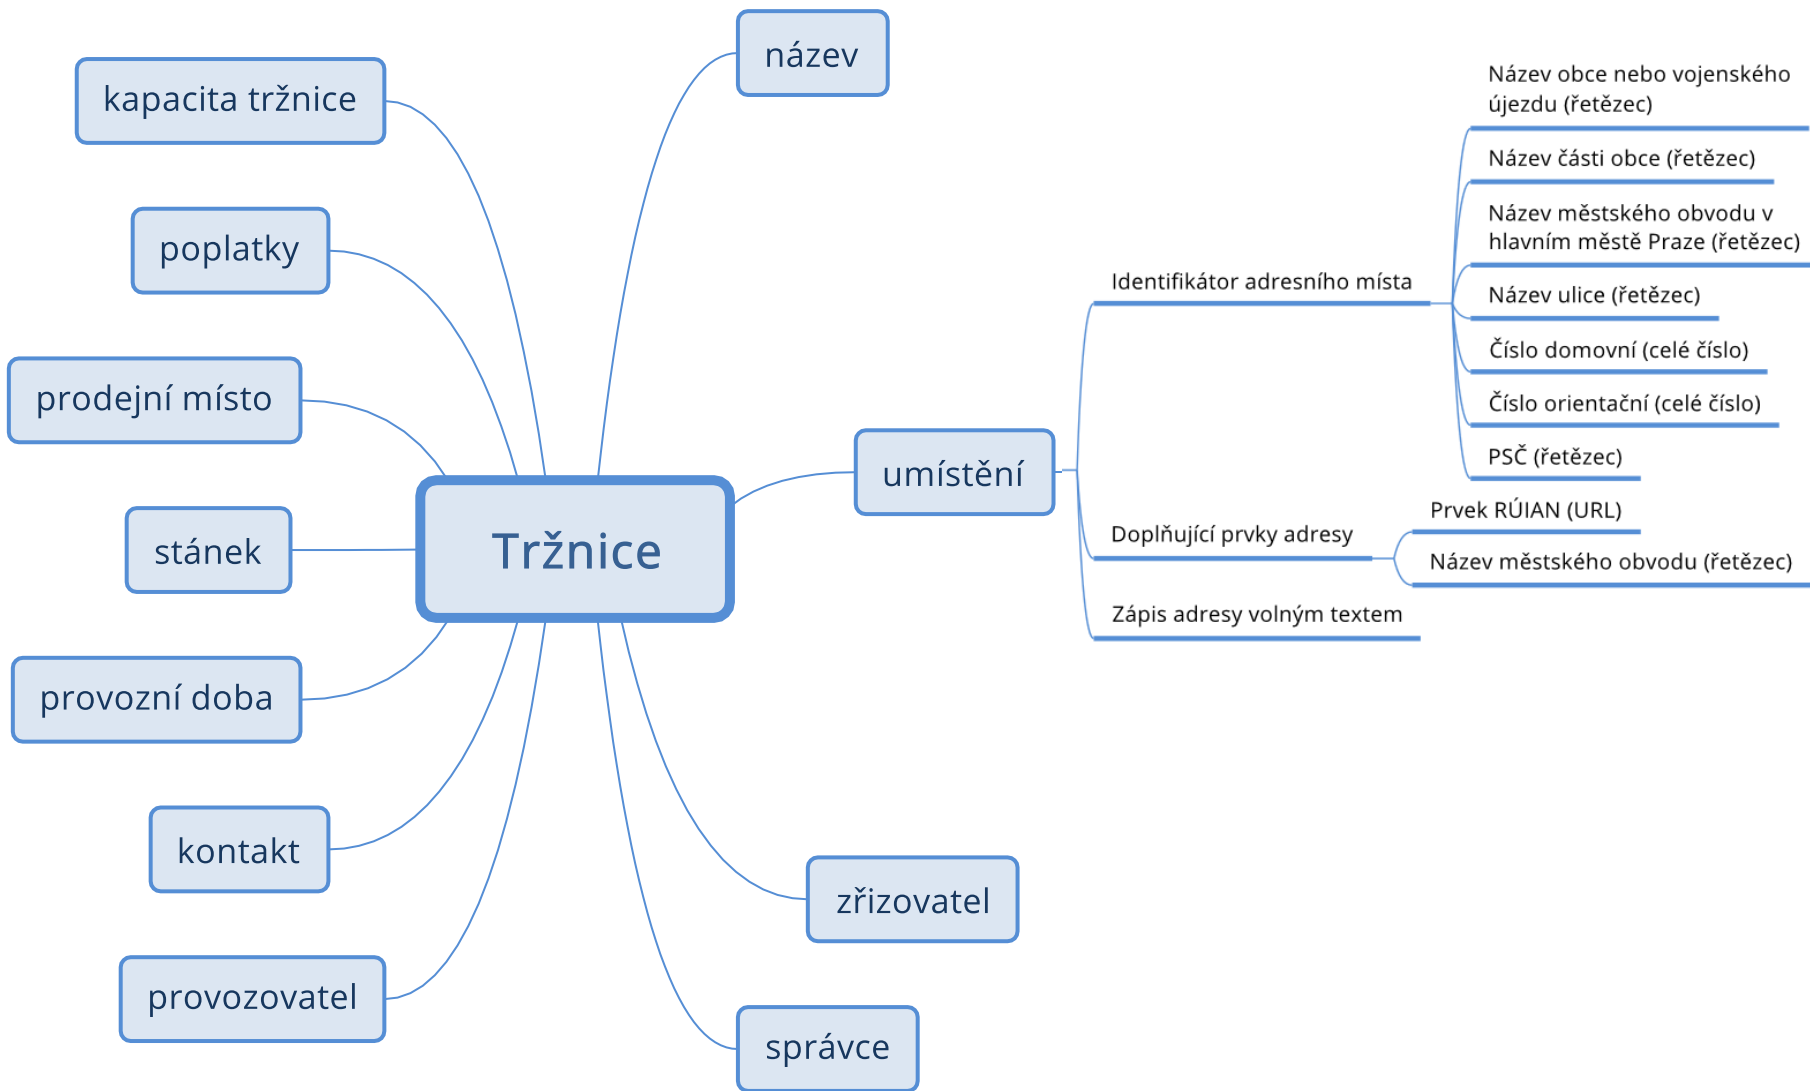 Tržnice
název
umístění
Identifikátor adresního místa
Název obce nebo vojenského
újezdu (řetězec)
Název části obce (řetězec)
Název městského obvodu v
hlavním městě Praze (řetězec)
Název ulice (řetězec)
Číslo domovní (celé číslo)
Číslo orientační (celé číslo)
PSČ (řetězec)
Doplňující prvky adresy
Prvek RÚIAN (URL)
Název městského obvodu (řetězec)
Zápis adresy volným textem
zřizovatel
správce
kapacita tržnice
poplatky
prodejní místo
stánek
provozní doba
kontakt
provozovatel